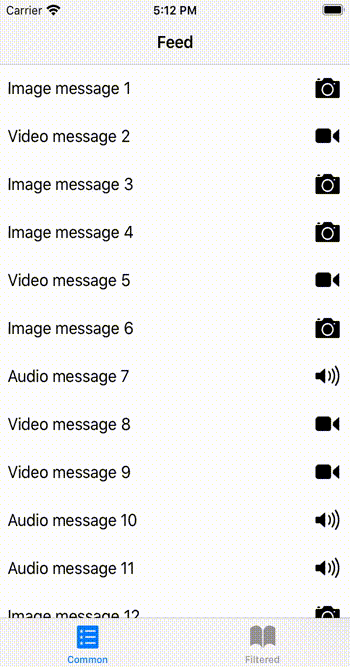 Carrier 5:12 PM
Feed
Image message 1
Video message 2
Image message 3
Image message 4
Video message 5
Image message 6
Audio message 7
Video message 8
Video message 9
Audio message 10
Audio message 11
Image message 12
Common Filtered